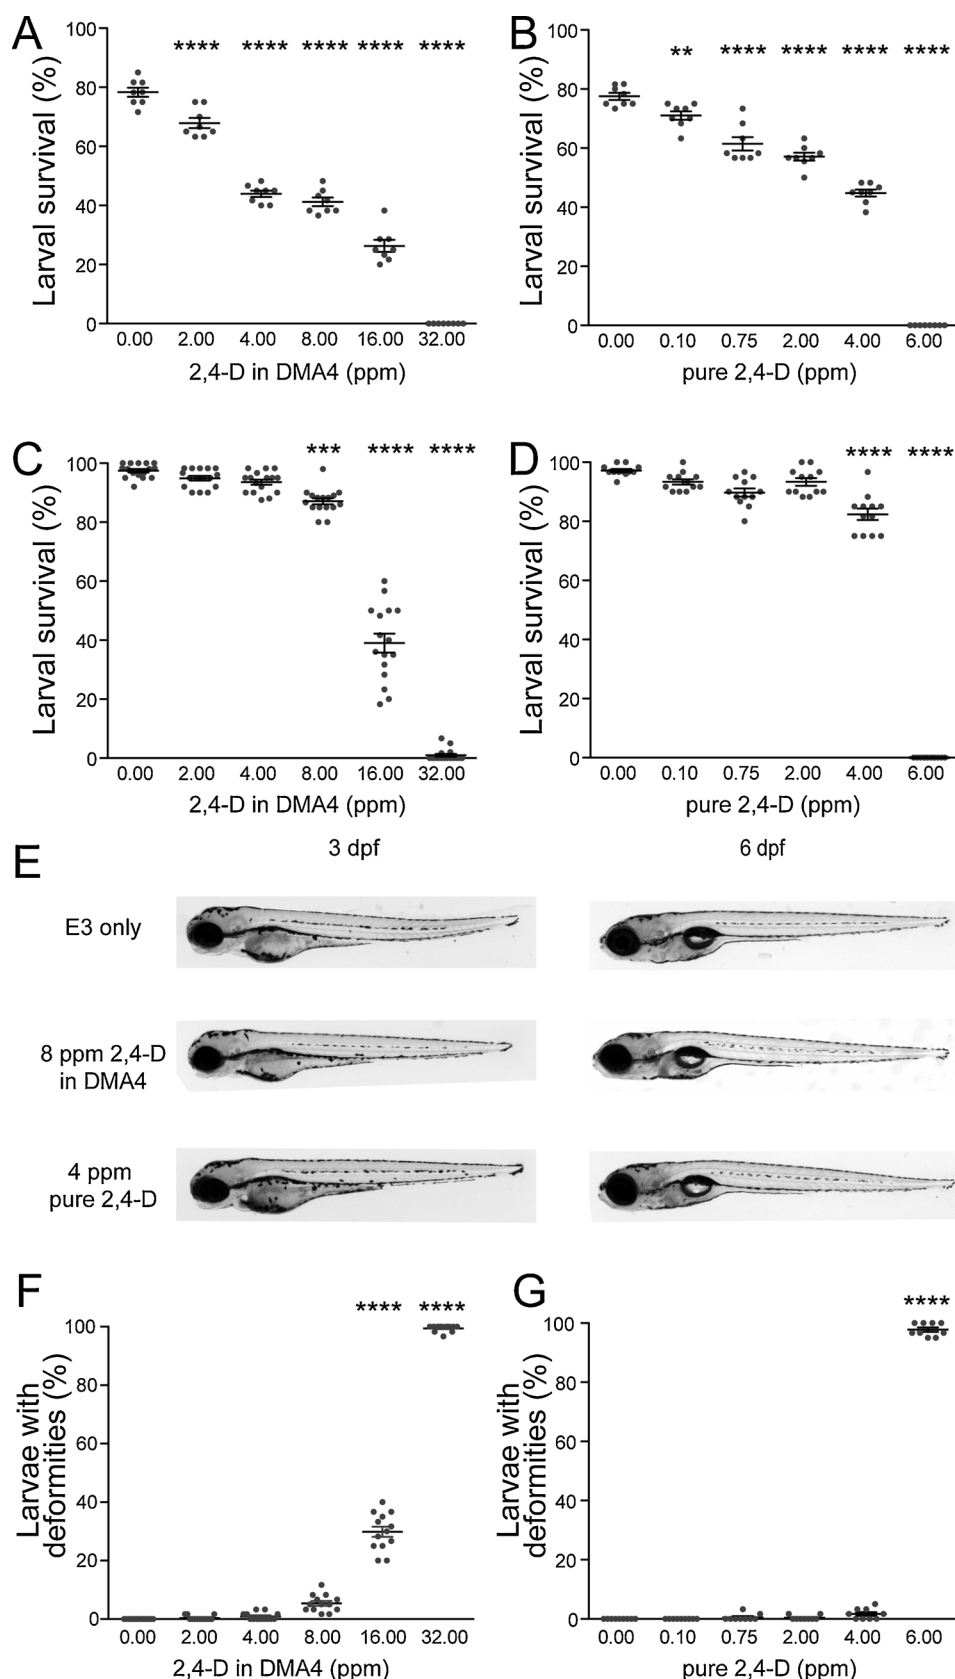 A
Larval survival (%)
100
80
60
40
20
0
**** **** **** **** ****
0.00 2.00 4.00 8.00 16.00 32.00
2,4-D in DMA4 (ppm)
B
Larval survival (%)
100
80
60
40
20
0
** **** **** **** ****
0.00 0.10 0.75 2.00 4.00 6.00
pure 2,4-D (ppm)
C
Larval survival (%)
100
80
60
40
20
0
*** **** ****
0.00 2.00 4.00 8.00 16.00 32.00
2,4-D in DMA4 (ppm)
D
Larval survival (%)
100
80
60
40
20
0
**** ****
0.00 0.10 0.75 2.00 4.00 6.00
pure 2,4-D (ppm)
E
3 dpf 6 dpf
E3 only
8 ppm 2,4-D
in DMA4
4 ppm
pure 2,4-D
F
Larvae with
deformities (%)
100
80
60
40
20
0
**** ****
0.00 2.00 4.00 8.00 16.00 32.00
2,4-D in DMA4 (ppm)
G
Larvae with
deformities (%)
100
80
60
40
20
0
****
0.00 0.10 0.75 2.00 4.00 6.00
pure 2,4-D (ppm)